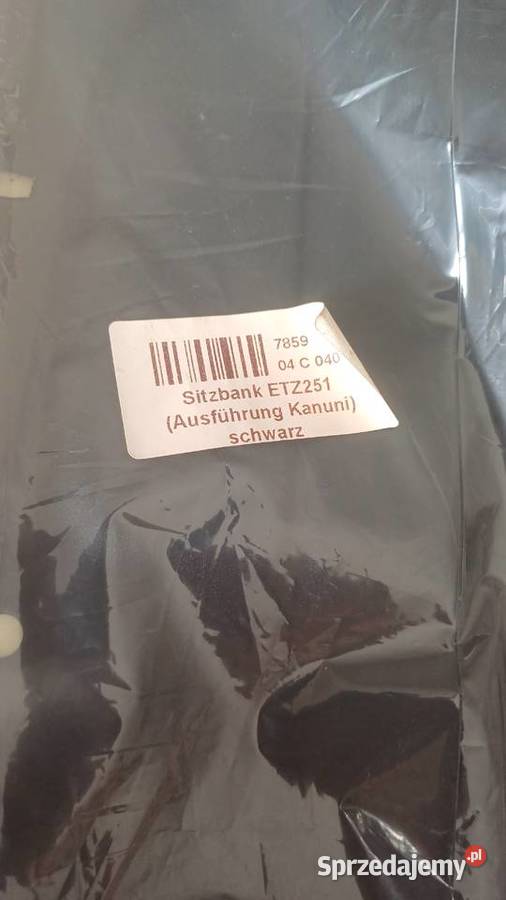 7859
04 C 040
Sitzbank ETZ251
(Ausführung Kanuni)
schwarz
Sprzedajemy.pl